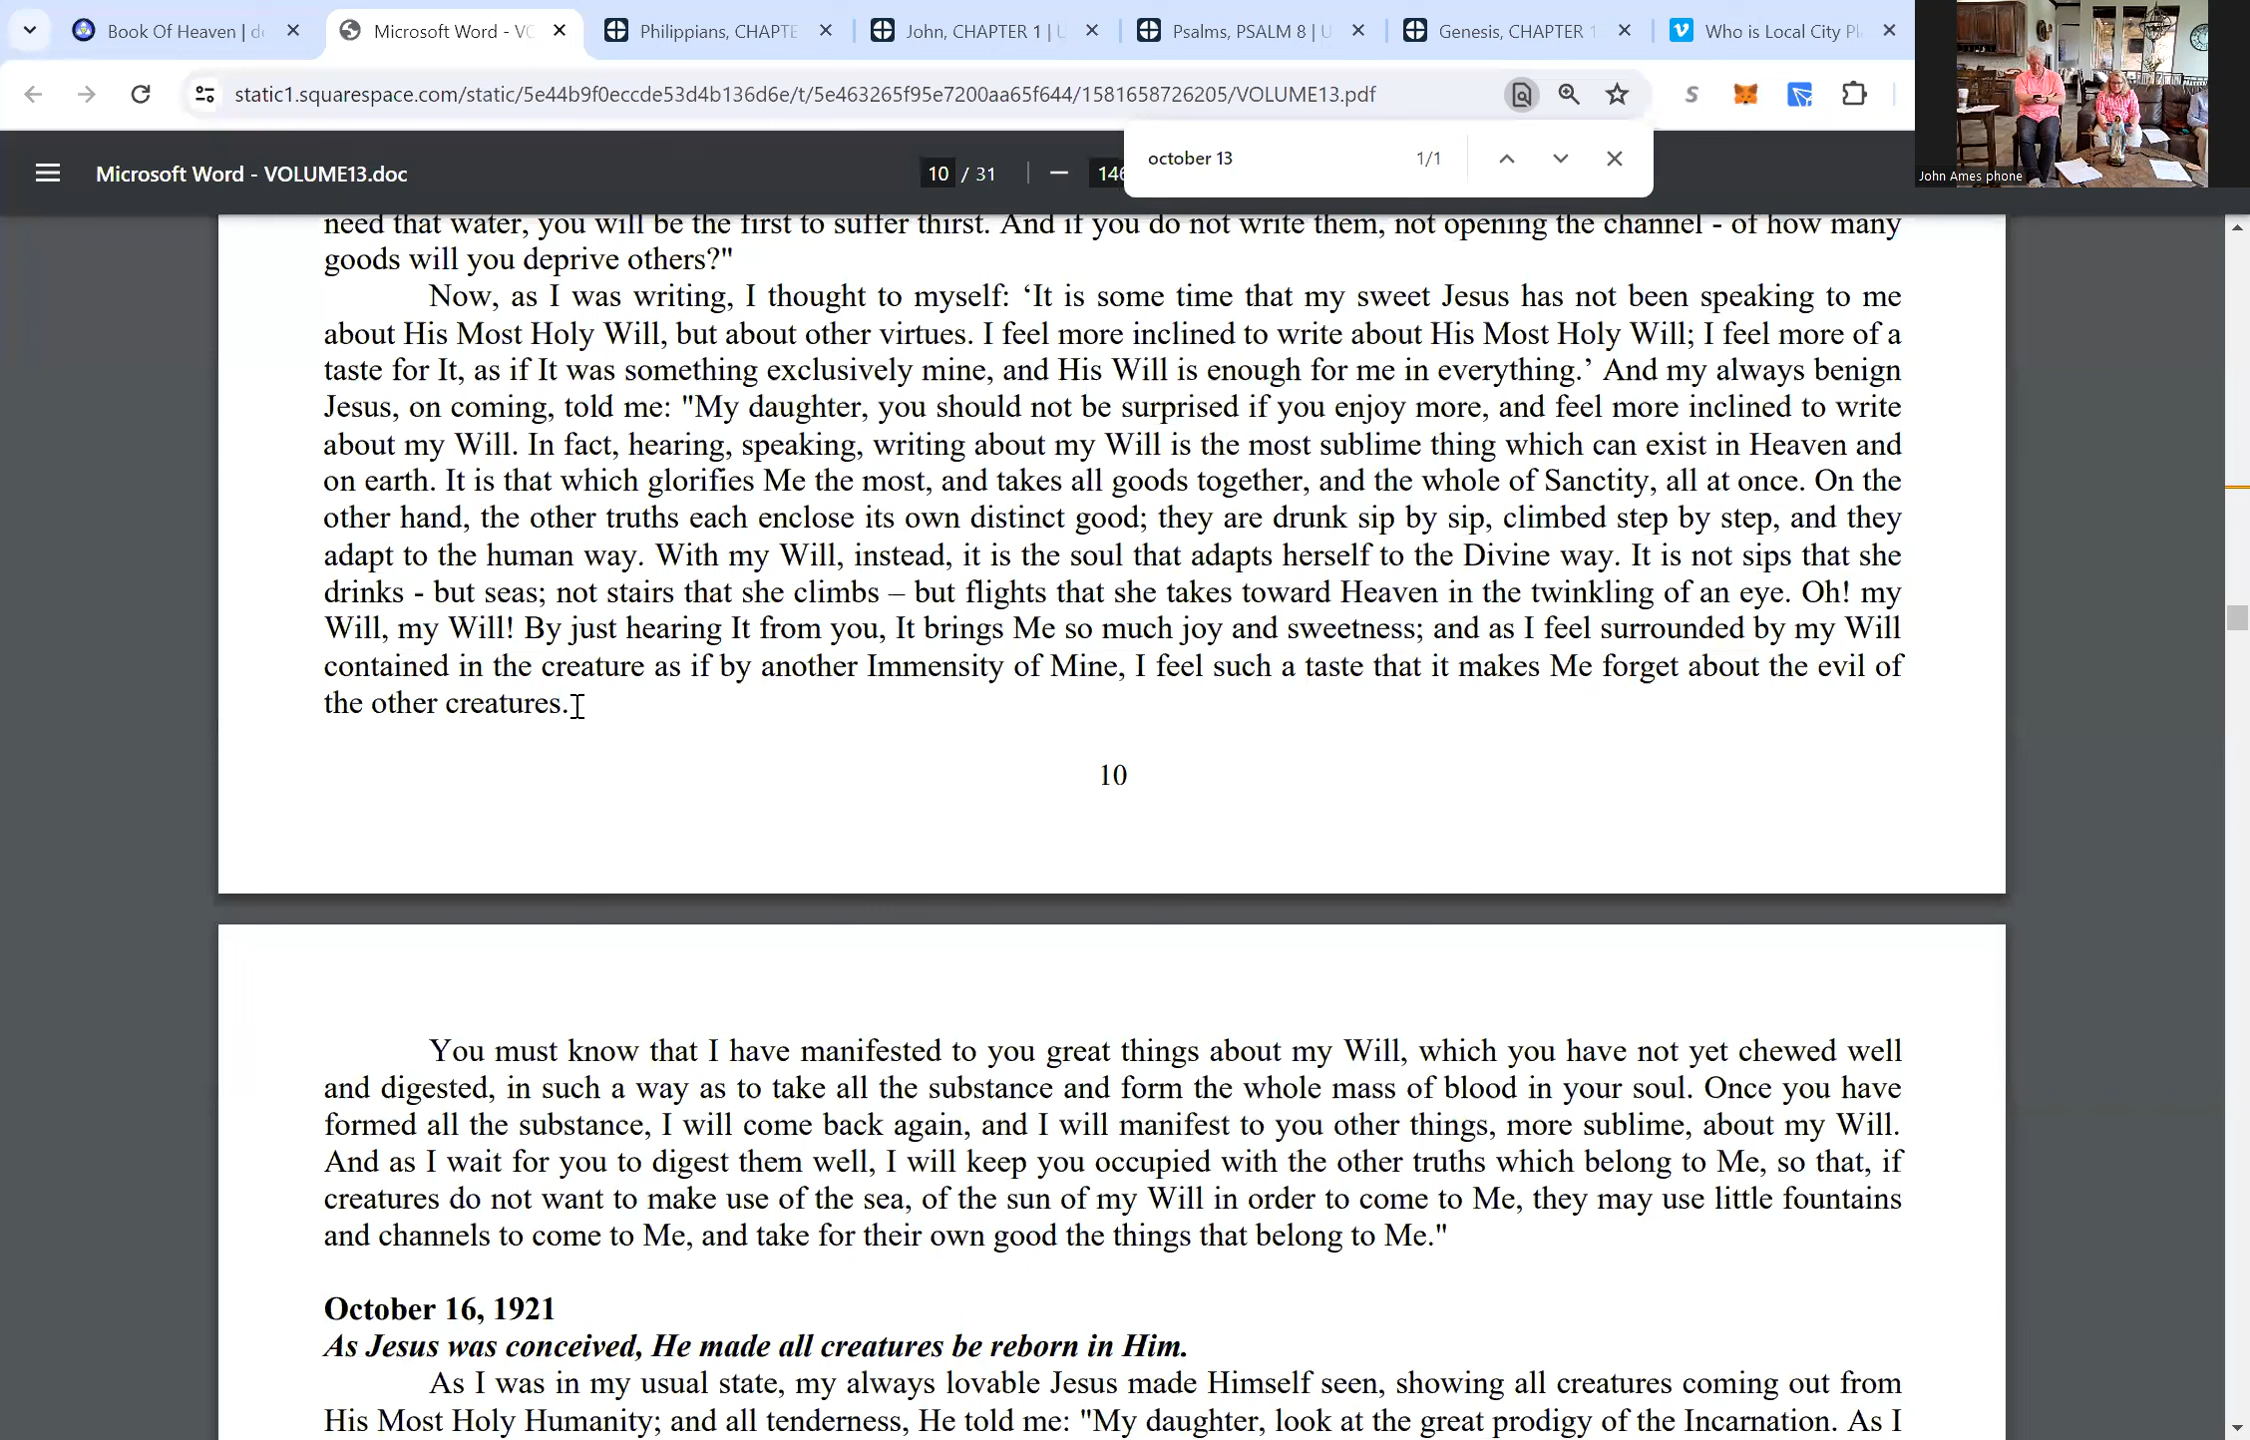 Book Of Heaven | d
Microsoft Word - VO
Philippians, CHAPTE
John, CHAPTER 1 | U
Psalms, PSALM 8 | U
Genesis, CHAPTER 1
Who is Local City Pl
static1.squarespace.com/static/5e44b9f0eccde53d4b136d6e/t/5e463265f95e7200aa65f644/1581658726205/VOLUME13.pdf
october 13 1/1
Microsoft Word - VOLUME13.doc
10 / 31
146
John Ames phone
need that water, you will be the first to suffer thirst. And if you do not write them, not opening the channel - of how many
goods will you deprive others?"
Now, as I was writing, I thought to myself: ‘It is some time that my sweet Jesus has not been speaking to me
about His Most Holy Will, but about other virtues. I feel more inclined to write about His Most Holy Will; I feel more of a
taste for It, as if It was something exclusively mine, and His Will is enough for me in everything.’ And my always benign
Jesus, on coming, told me: "My daughter, you should not be surprised if you enjoy more, and feel more inclined to write
about my Will. In fact, hearing, speaking, writing about my Will is the most sublime thing which can exist in Heaven and
on earth. It is that which glorifies Me the most, and takes all goods together, and the whole of Sanctity, all at once. On the
other hand, the other truths each enclose its own distinct good; they are drunk sip by sip, climbed step by step, and they
adapt to the human way. With my Will, instead, it is the soul that adapts herself to the Divine way. It is not sips that she
drinks - but seas; not stairs that she climbs – but flights that she takes toward Heaven in the twinkling of an eye. Oh! my
Will, my Will! By just hearing It from you, It brings Me so much joy and sweetness; and as I feel surrounded by my Will
contained in the creature as if by another Immensity of Mine, I feel such a taste that it makes Me forget about the evil of
the other creatures.
10
You must know that I have manifested to you great things about my Will, which you have not yet chewed well
and digested, in such a way as to take all the substance and form the whole mass of blood in your soul. Once you have
formed all the substance, I will come back again, and I will manifest to you other things, more sublime, about my Will.
And as I wait for you to digest them well, I will keep you occupied with the other truths which belong to Me, so that, if
creatures do not want to make use of the sea, of the sun of my Will in order to come to Me, they may use little fountains
and channels to come to Me, and take for their own good the things that belong to Me."
October 16, 1921
As Jesus was conceived, He made all creatures be reborn in Him.
As I was in my usual state, my always lovable Jesus made Himself seen, showing all creatures coming out from
His Most Holy Humanity; and all tenderness, He told me: "My daughter, look at the great prodigy of the Incarnation. As I